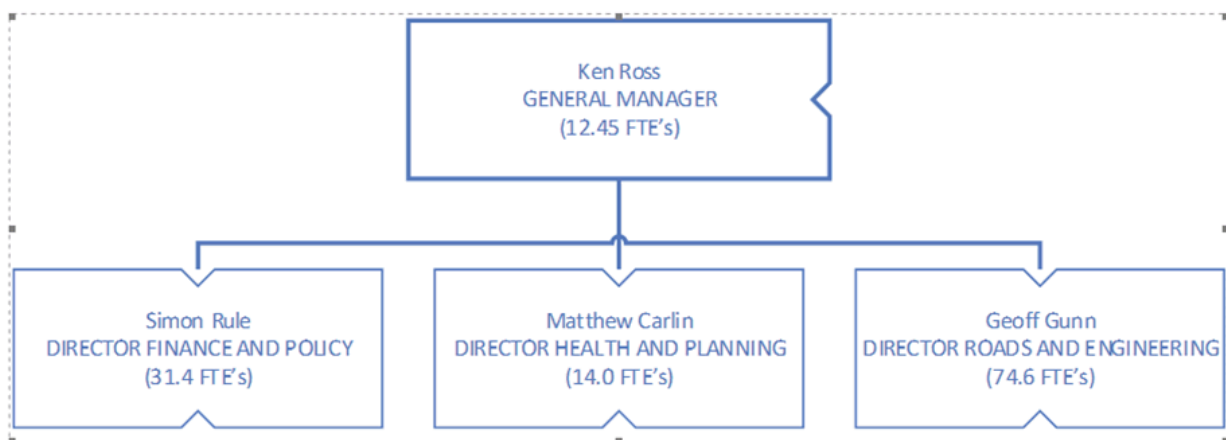 Ken Ross
GENERAL MANAGER
(12.45 FTE’s)
Simon Rule
DIRECTOR FINANCE AND POLICY
(31.4 FTE’s)
Matthew Carlin
DIRECTOR HEALTH AND PLANNING
(14.0 FTE’s)
Geoff Gunn
DIRECTOR ROADS AND ENGINEERING
(74.6 FTE’s)